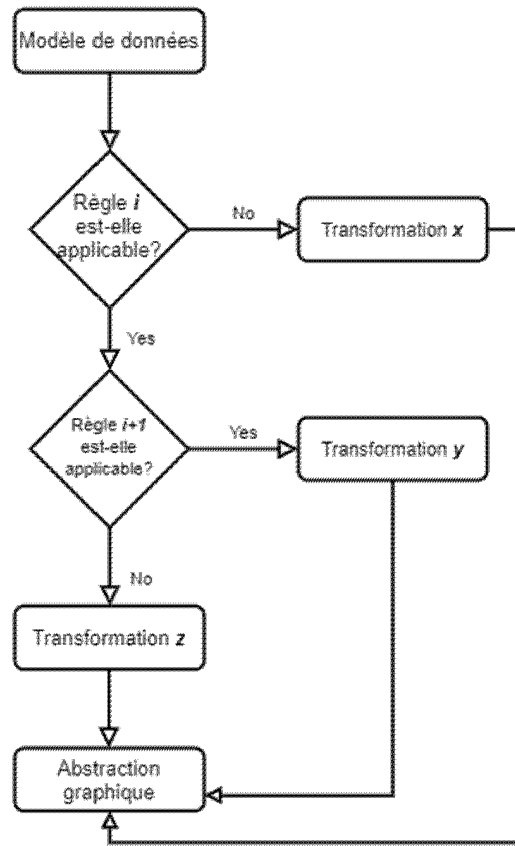 Modèle de données
Règle i
est-elle
applicable?
No
Transformation x
Yes
Règle i+1
est-elle
applicable?
Yes
Transformation y
No
Transformation z
Abstraction
graphique